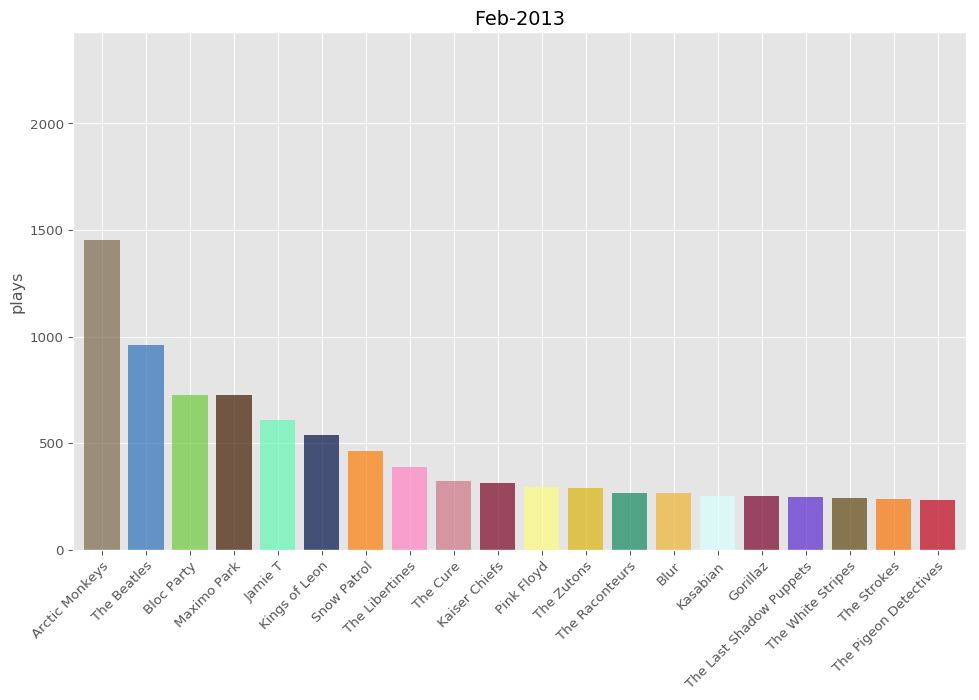 Feb-2013
plays
2000
1500
1000
500
0
Arctic Monkeys
The Beatles
Bloc Party
Maximo Park
Jamie T
Kings of Leon
Snow Patrol
The Libertines
The Cure
Kaiser Chiefs
Pink Floyd
The Zutons
The Raconteurs
Blur
Kasabian
Gorillaz
The Last Shadow Puppets
The White Stripes
The Strokes
The Pigeon Detectives